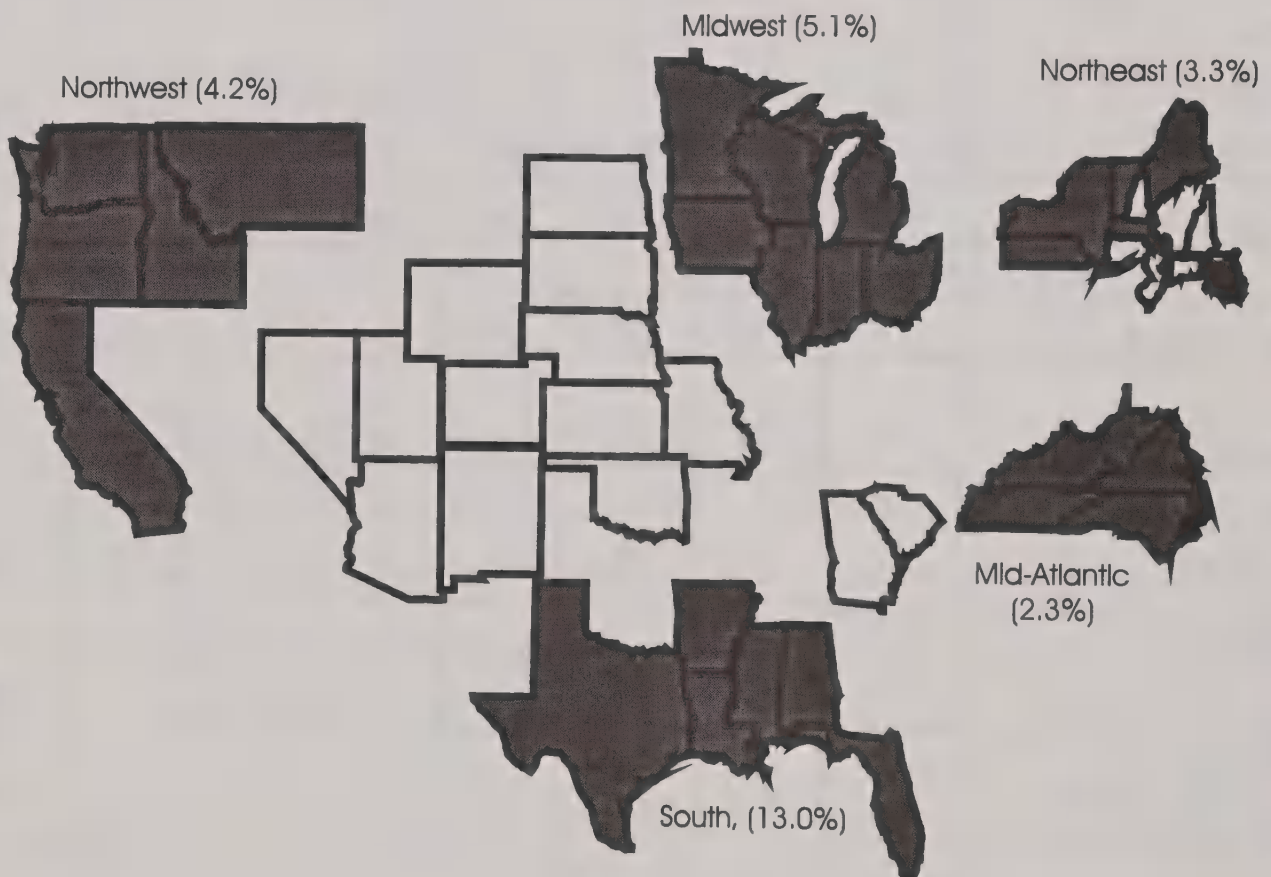 Midwest (5.1%)
Northeast (3.3%)
Northwest (4.2%)
Mid-Atlantic
(2.3%)
South, (13.0%)